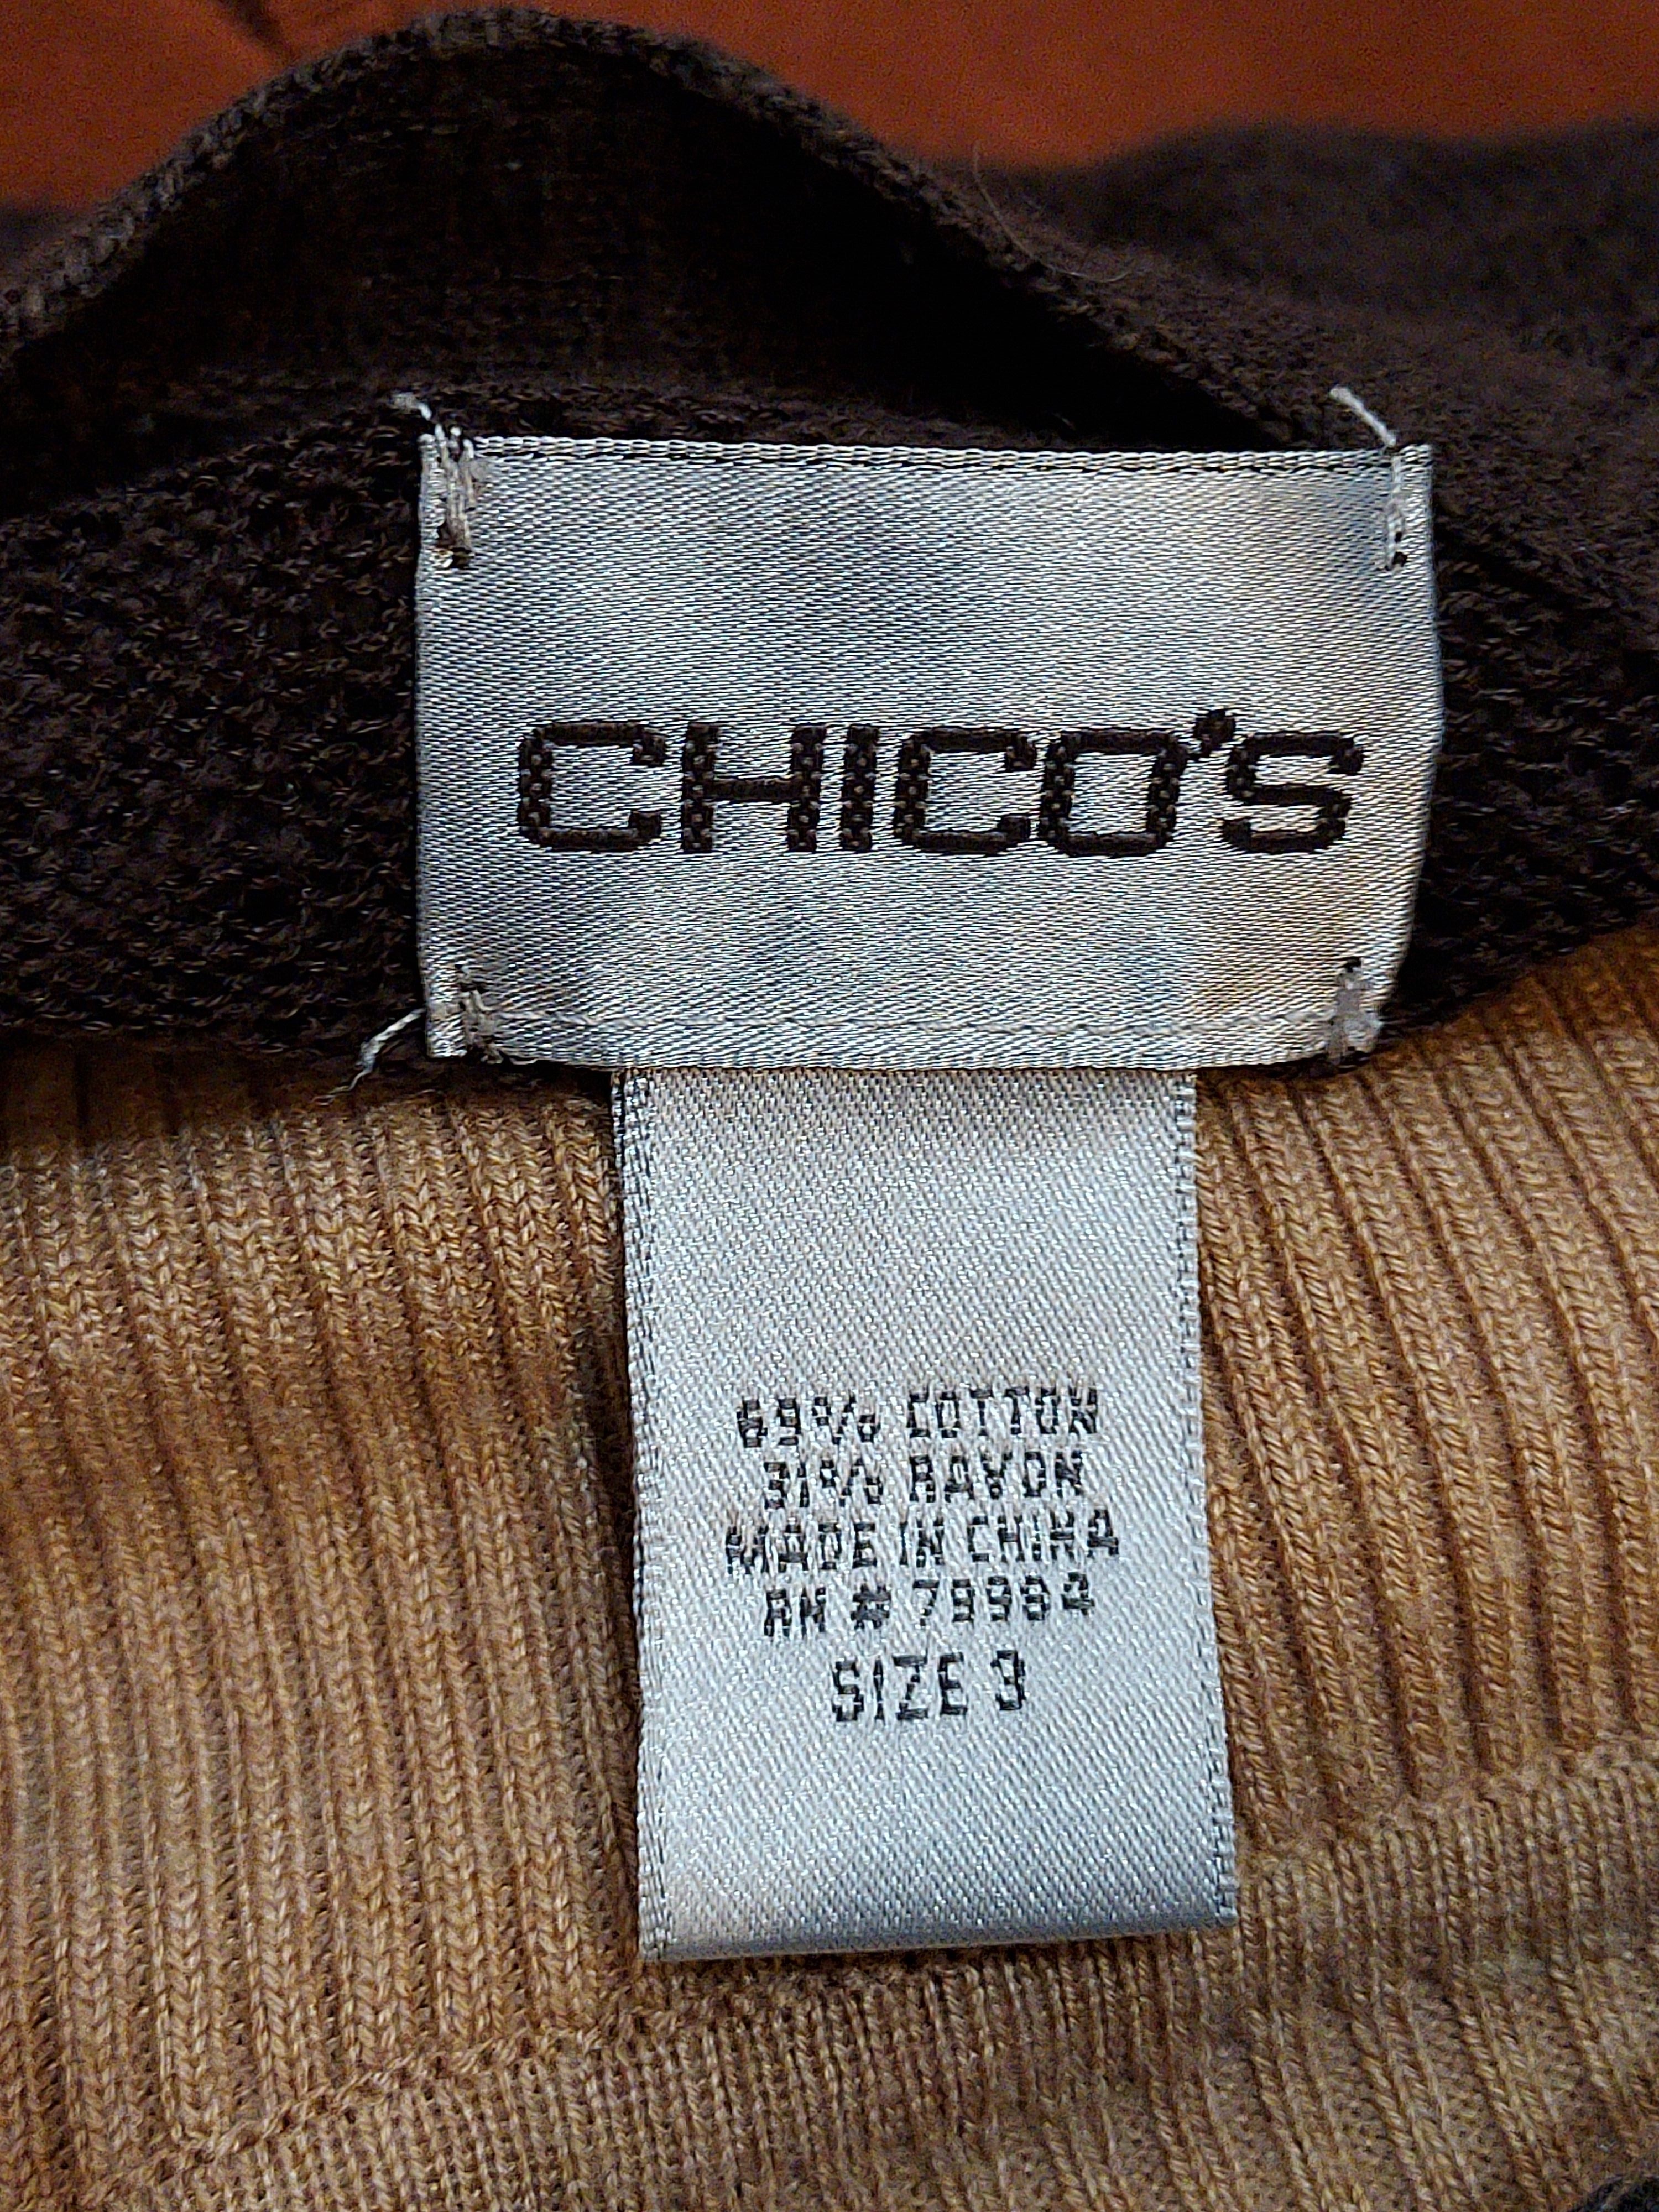 CHICO'S
69% COTTON
31% RAYON
MADE IN CHINA
RN # 79984
SIZE 3